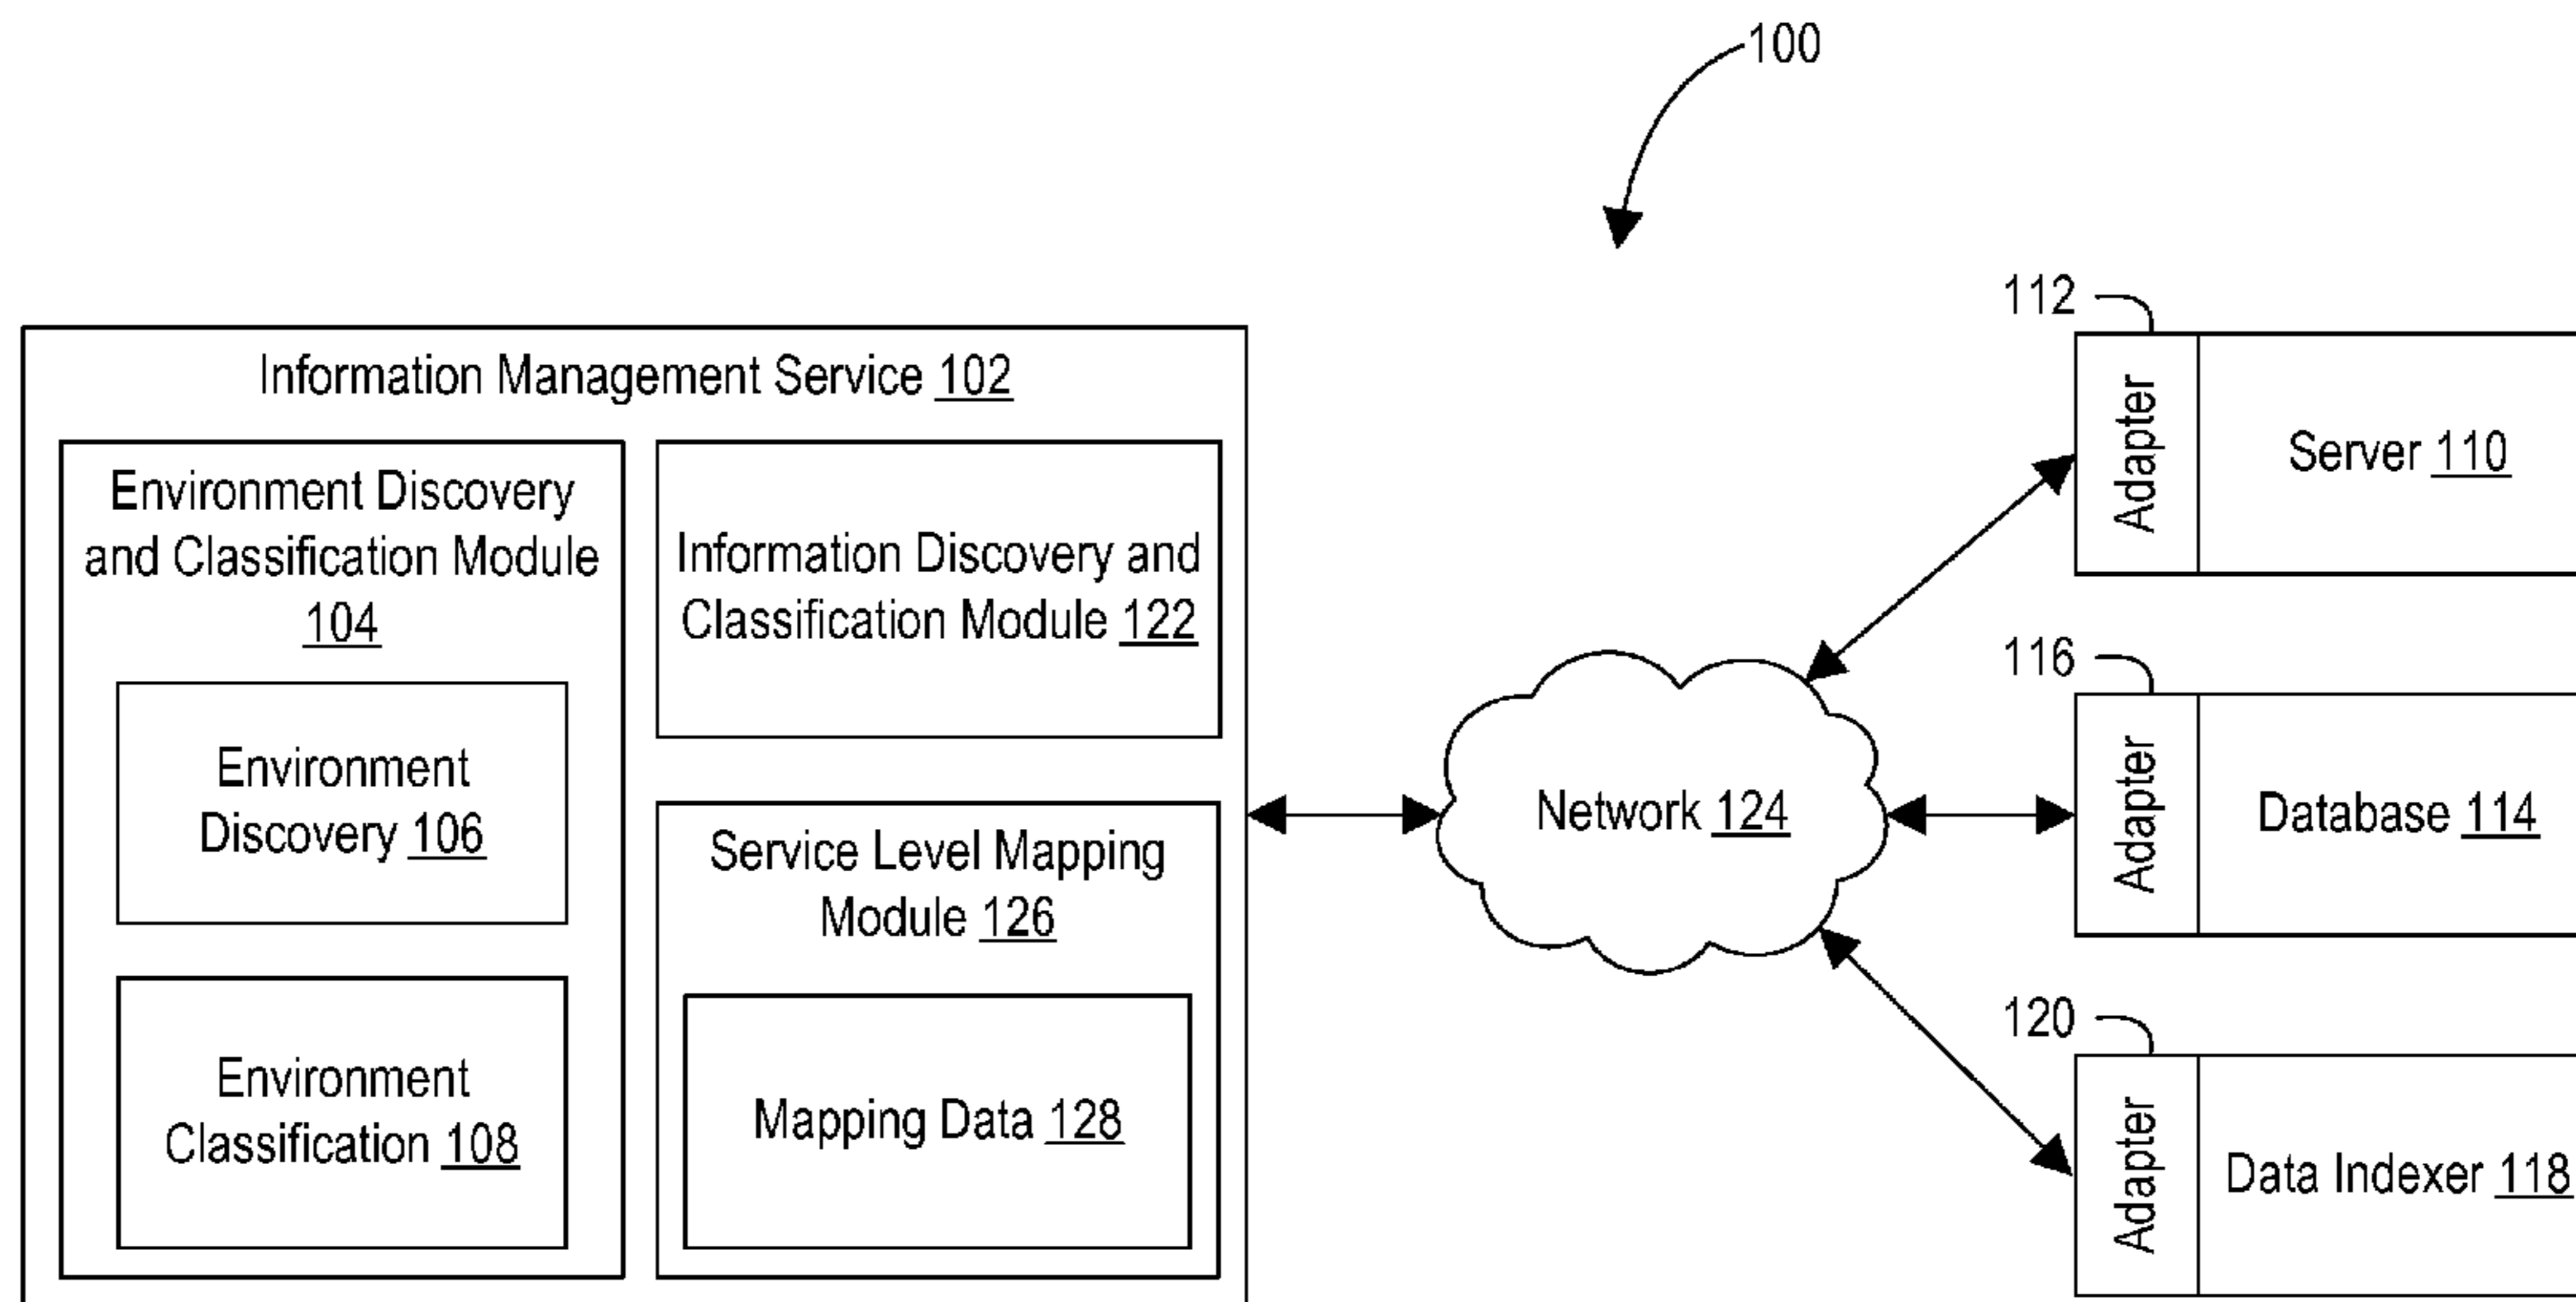 100
Information Management Service 102
Environment Discovery
and Classification Module
104
Environment
Discovery 106
Environment
Classification 108
Information Discovery and
Classification Module 122
Service Level Mapping
Module 126
Mapping Data 128
Network 124
112
Adapter
Server 110
116
Adapter
Database 114
120
Adapter
Data Indexer 118